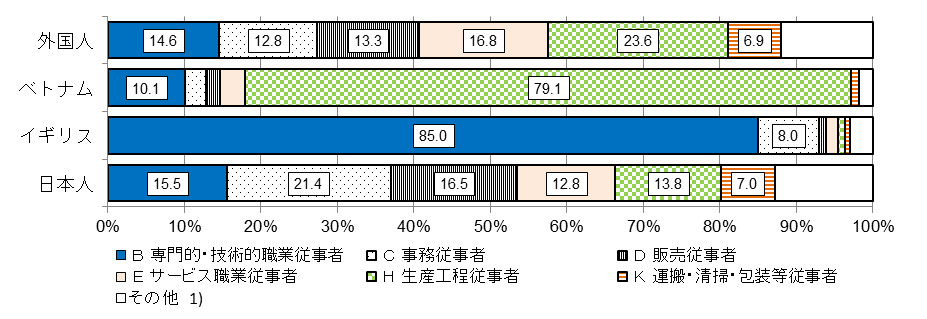 外国人 14.6 12.8 13.3 16.8 23.6 6.9
ベトナム 10.1 79.1
イギリス 85.0 8.0
日本人 15.5 21.4 16.5 12.8 13.8 7.0
0% 10% 20% 30% 40% 50% 60% 70% 80% 90% 100%
B 専門的・技術的職業従事者 C 事務従事者 D 販売従事者
E サービス職業従事者 H 生産工程従事者 K 運搬・清掃・包装等従事者
その他 1)